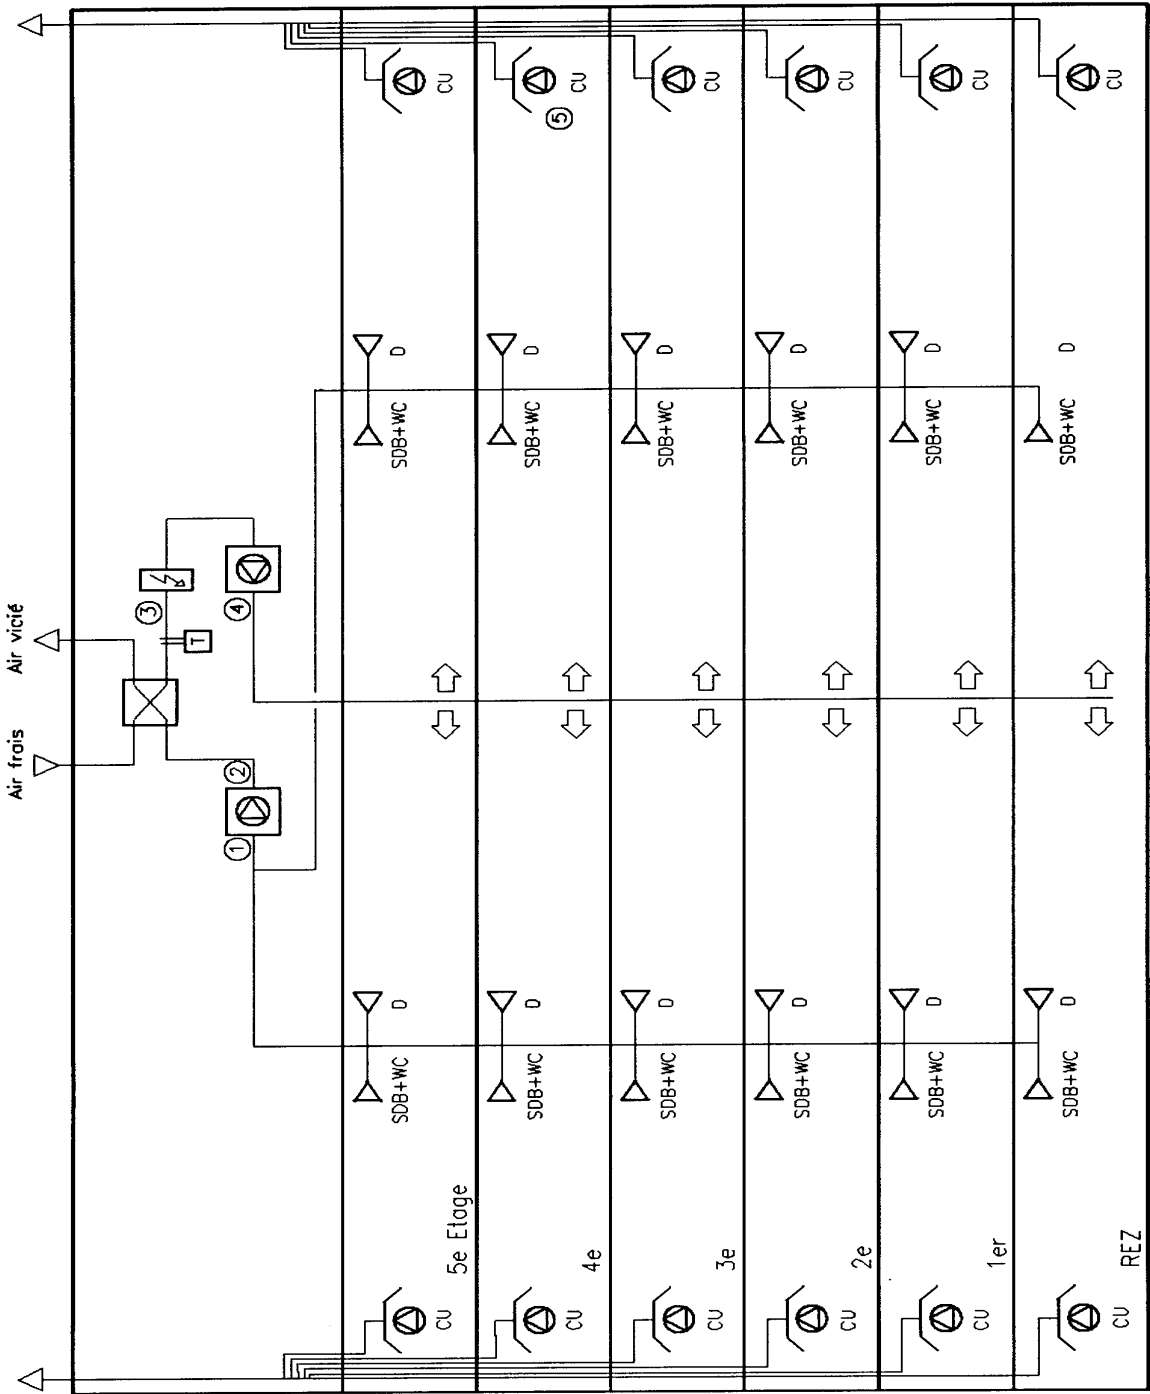 Air frais
Air vicié
3
T
1
2
4
SDB+WC
D
SDB+WC
D
CU
CU
5e Etage
SDB+WC
D
SDB+WC
D
5
CU
CU
4e
SDB+WC
D
SDB+WC
D
CU
CU
3e
SDB+WC
D
SDB+WC
D
CU
CU
2e
SDB+WC
D
SDB+WC
D
CU
CU
1er
SDB+WC
D
SDB+WC
D
CU
CU
REZ